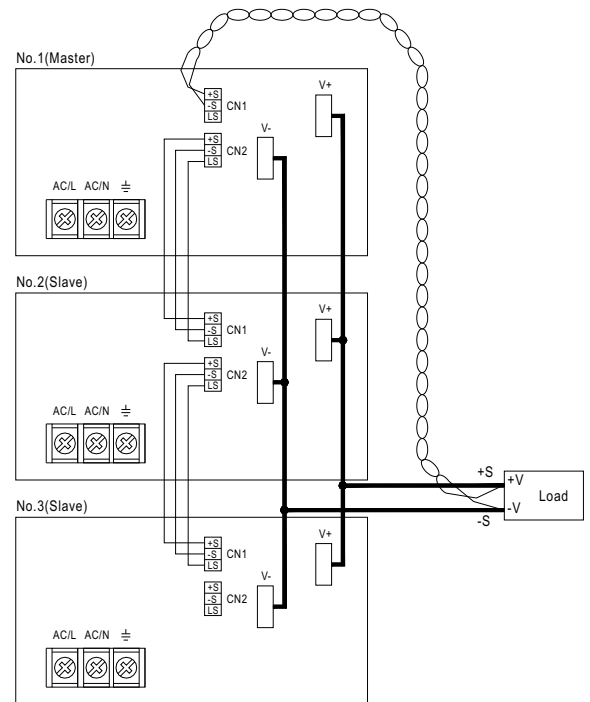 No.1(Master)
V+
+S
-S CN1
LS
V-
+S
-S CN2
LS
AC/L AC/N
No.2(Slave)
V+
+S
-S CN1
LS
V-
+S
-S CN2
LS
AC/L AC/N
+S
+V
Load
-V
-S
No.3(Slave)
V+
+S
-S CN1
LS
V-
+S
-S CN2
LS
AC/L AC/N